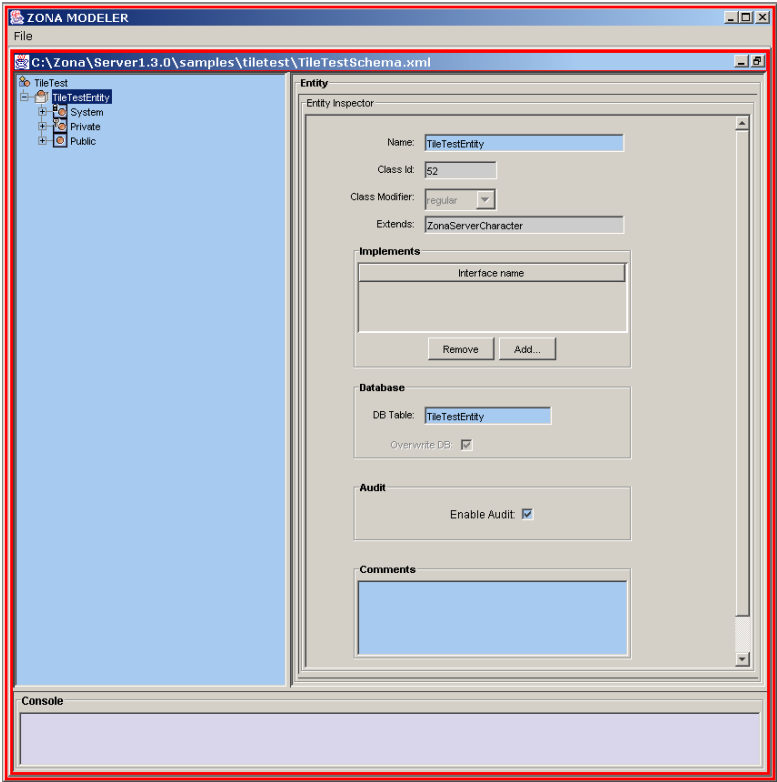 ZONA MODELER
File
C:\Zona\Server1.3.0\samples\tiletest\TileTestSchema.xml
TileTest
TileTestEntity
System
Private
Public
Entity
Entity Inspector
Name: TileTestEntity
Class Id: 52
Class Modifier: regular
Extends: ZonaServerCharacter
Implements
Interface name
Remove Add...
Database
DB Table: TileTestEntity
Overwrite DB:
Audit
Enable Audit:
Comments
Console